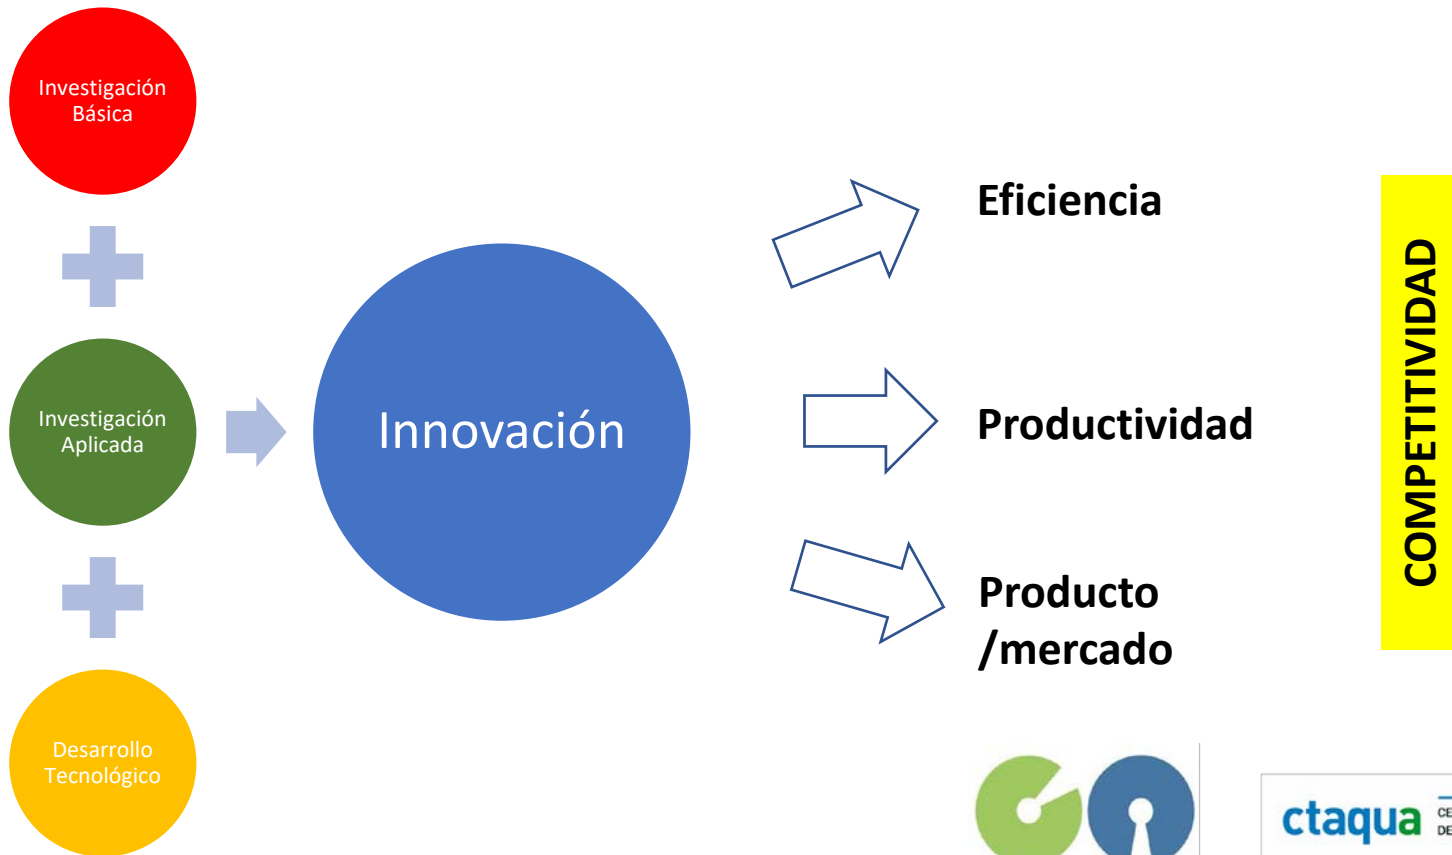 Investigación
Básica
Investigación
Aplicada
Desarrollo
Tecnológico
Innovación
Eficiencia
Productividad
Producto
/mercado
COMPETITIVIDAD
ctaqua